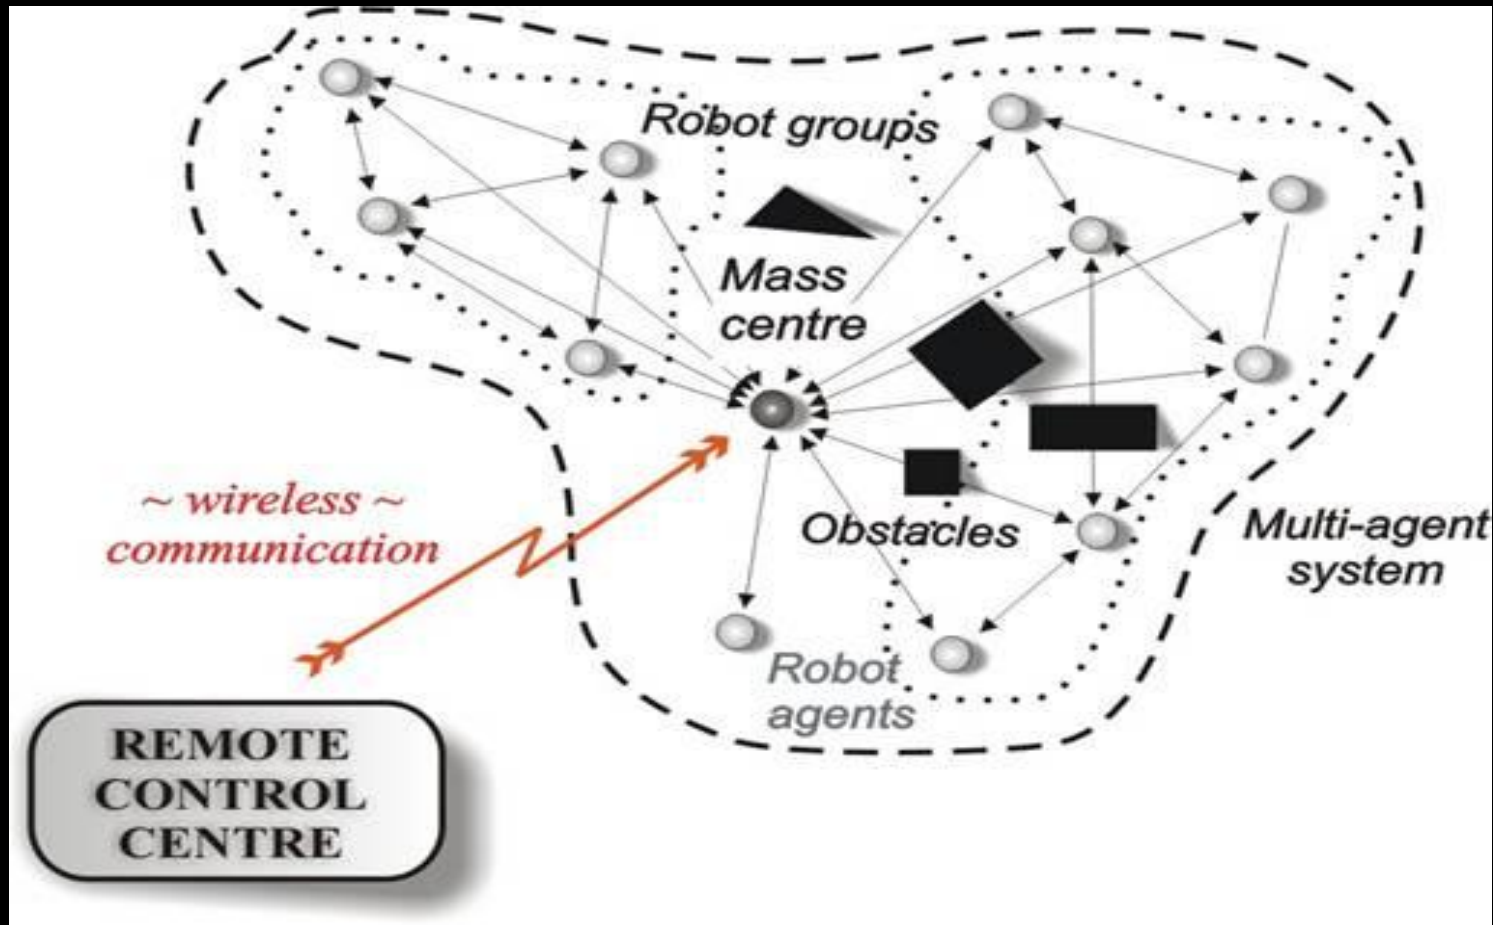 Robot groups
Mass
centre
~ wireless ~
communication
Obstacles
Multi-agent
system
Robot
agents
REMOTE
CONTROL
CENTRE